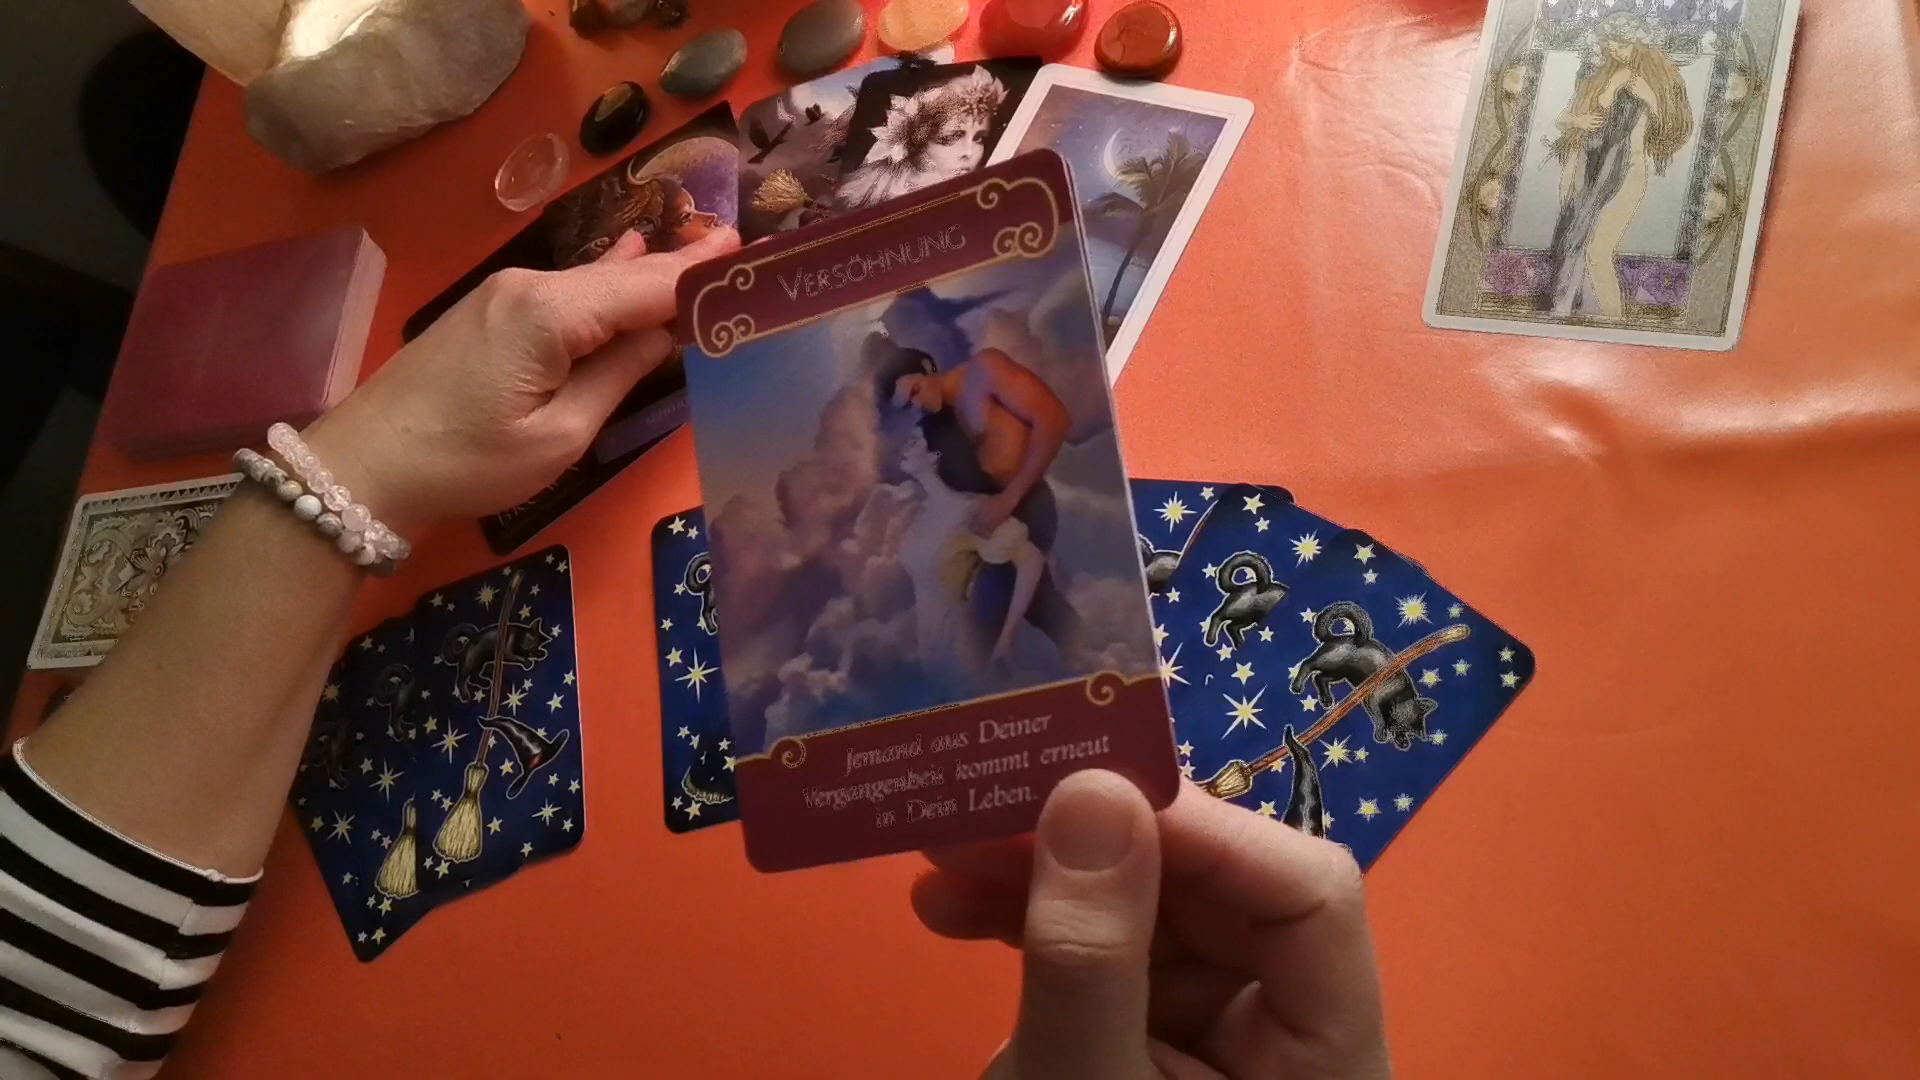 VERSÖHNUNG
Jemand aus Deiner
Vergangenheit kommt erneut
in Dein Leben.